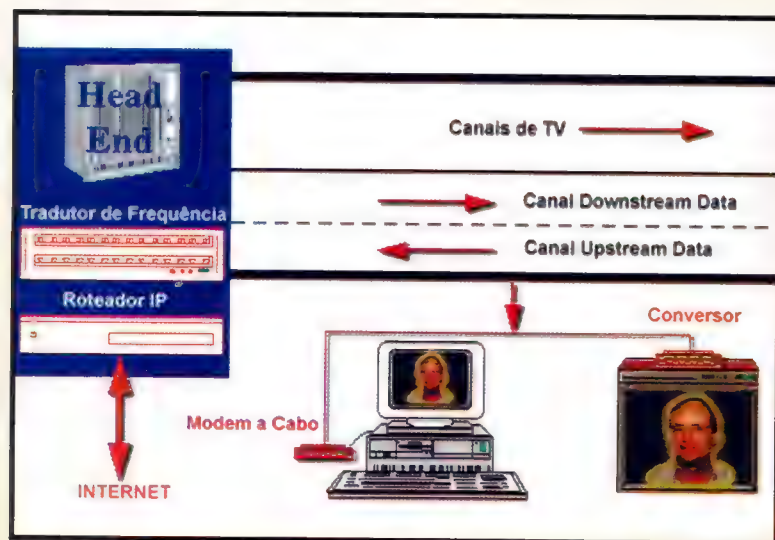 Head
End
Canais de TV
Tradutor de Frequência
Canal Downstream Data
Canal Upstream Data
Roteador IP
Conversor
Modem a Cabo
INTERNET